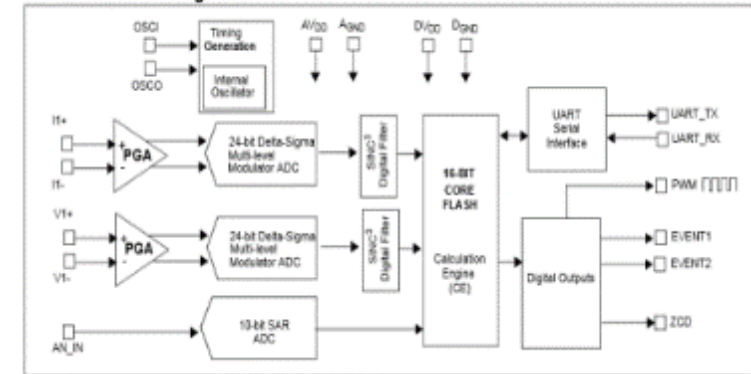 OSCI
OSCO
Timing
Generation
Internal
Oscillator
AVDD
AGND
DVDD
DGND
I1+
I1-
PGA
24-bit Delta-Sigma
Multi-level
Modulator ADC
SINC3
Digital Filter
V1+
V1-
PGA
24-bit Delta-Sigma
Multi-level
Modulator ADC
SINC3
Digital Filter
AN_IN
10-bit SAR
ADC
16-BIT
CORE
FLASH
Calculation
Engine
(CE)
UART
Serial
Interface
UART_TX
UART_RX
Digital Outputs
PWM
EVENT1
EVENT2
ZCD